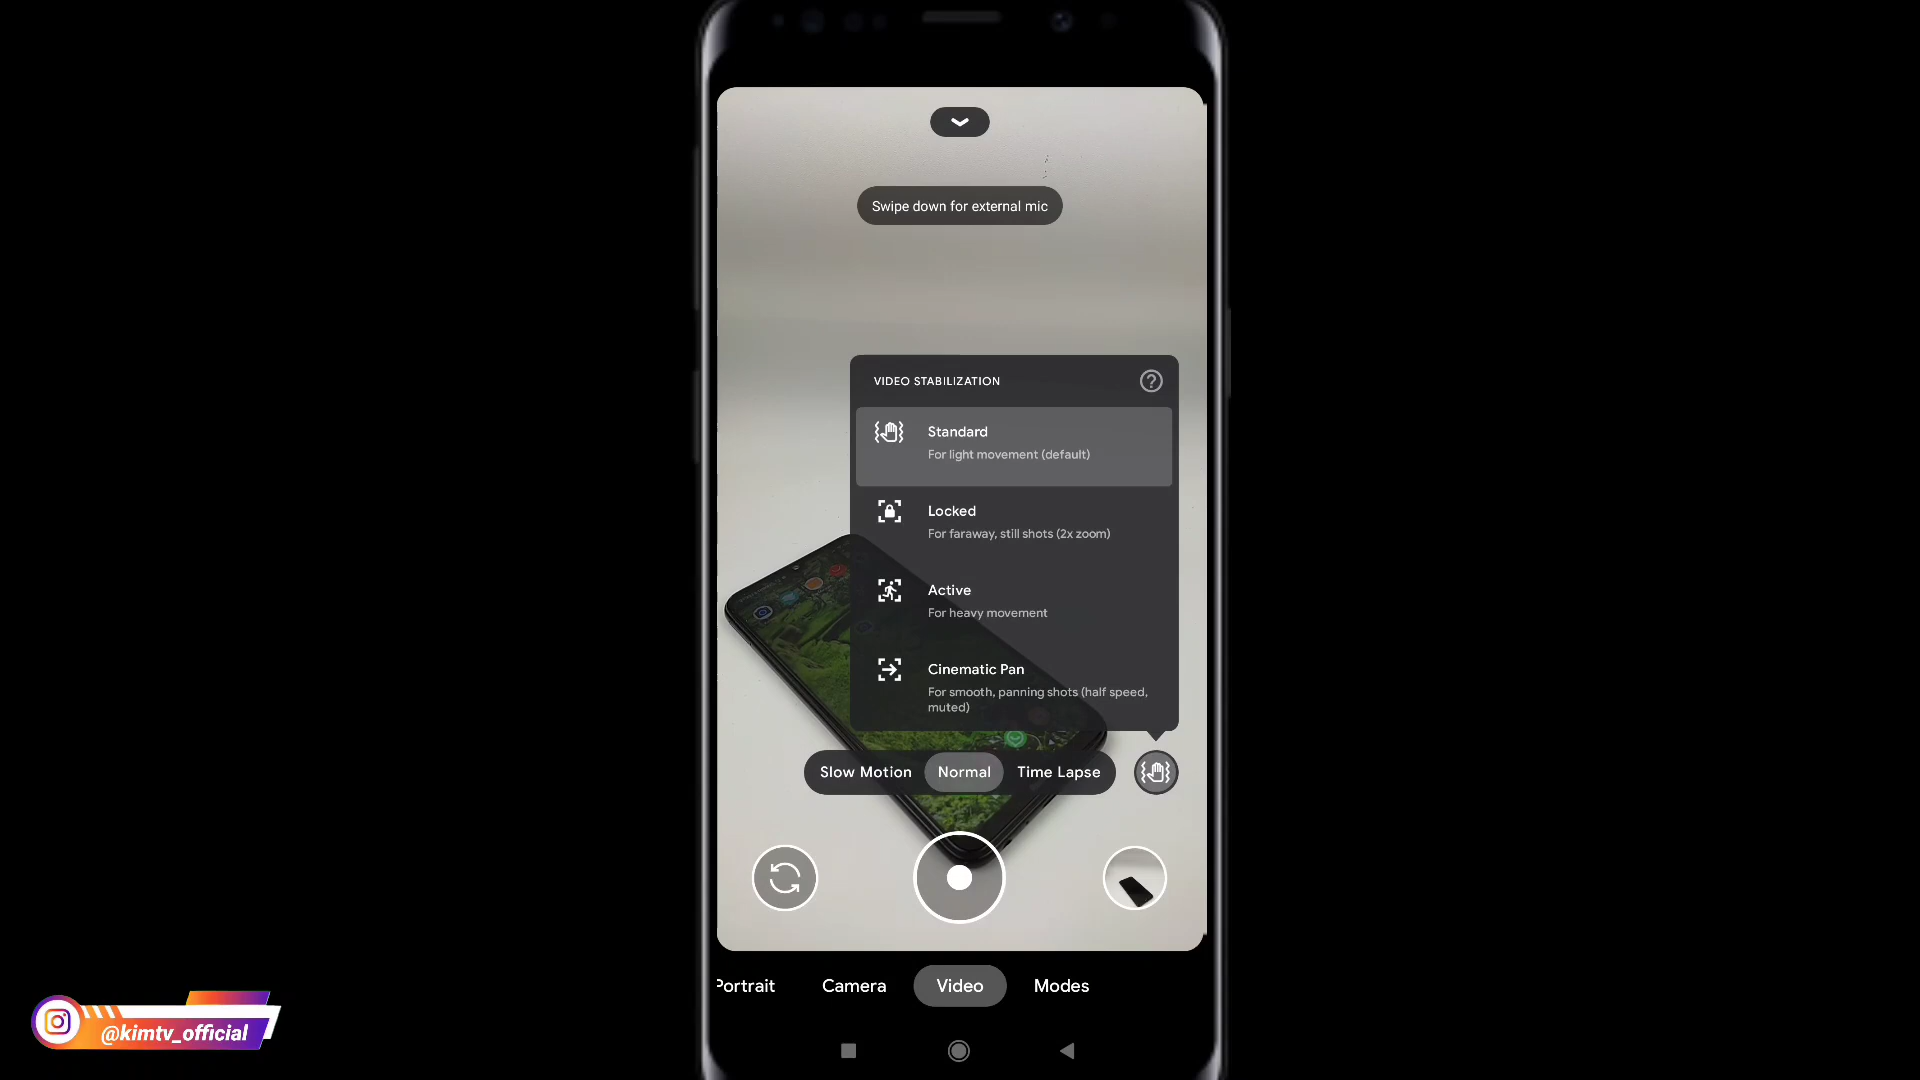 Swipe down for external mic
VIDEO STABILIZATION
Standard
For light movement (default)
Locked
For faraway, still shots (2x zoom)
Active
For heavy movement
Cinematic Pan
For smooth, panning shots (half speed,
muted)
Slow Motion Normal Time Lapse
Portrait Camera Video Modes
@kimtv_official